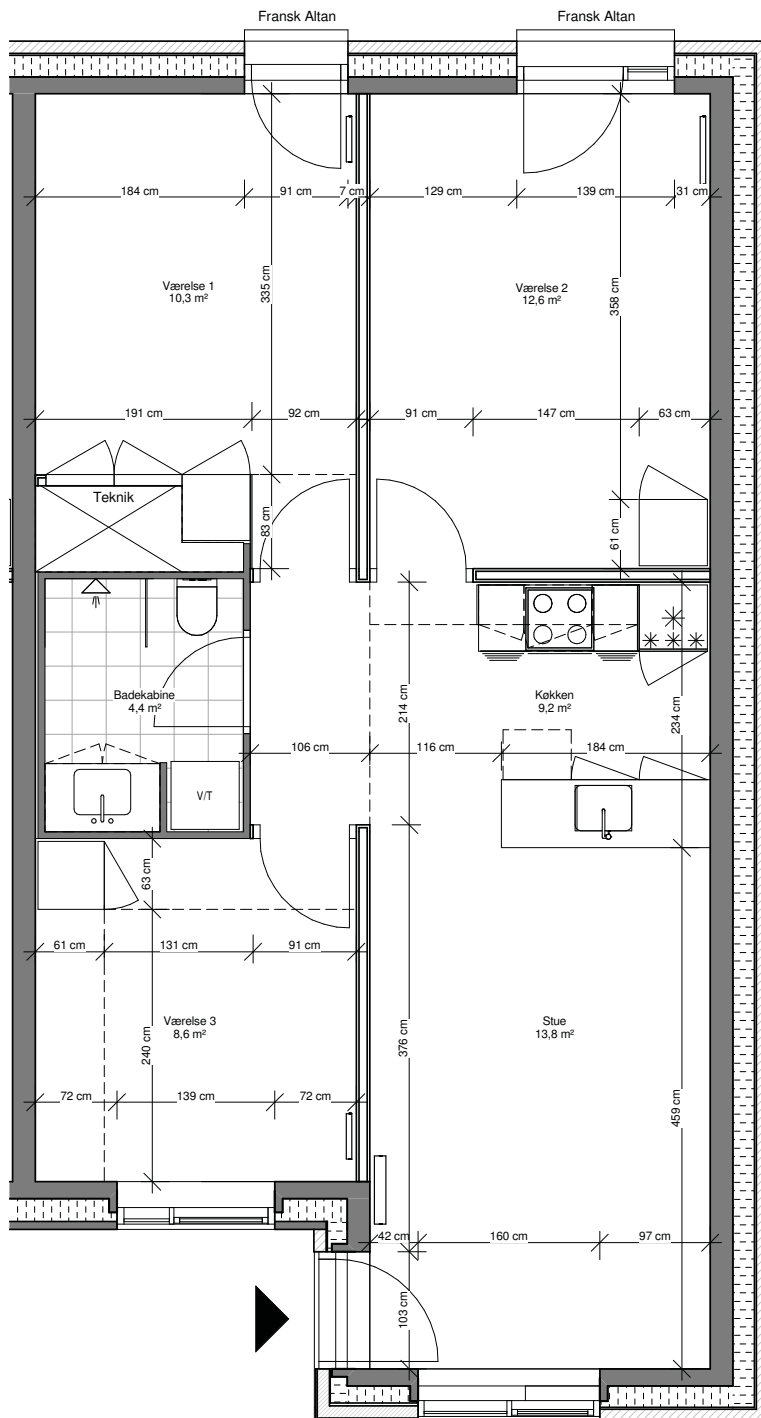 Fransk Altan
Fransk Altan
184 cm
91 cm
7 cm
129 cm
139 cm
31 cm
Værelse 1
10,3 m²
335 cm
Værelse 2
12,6 m²
358 cm
191 cm
92 cm
91 cm
147 cm
63 cm
Teknik
83 cm
61 cm
Badekabine
4,4 m²
Køkken
9,2 m²
214 cm
234 cm
106 cm
116 cm
184 cm
V/T
63 cm
61 cm
131 cm
91 cm
Værelse 3
8,6 m²
240 cm
Stue
13,8 m²
376 cm
72 cm
139 cm
72 cm
459 cm
42 cm
160 cm
97 cm
103 cm